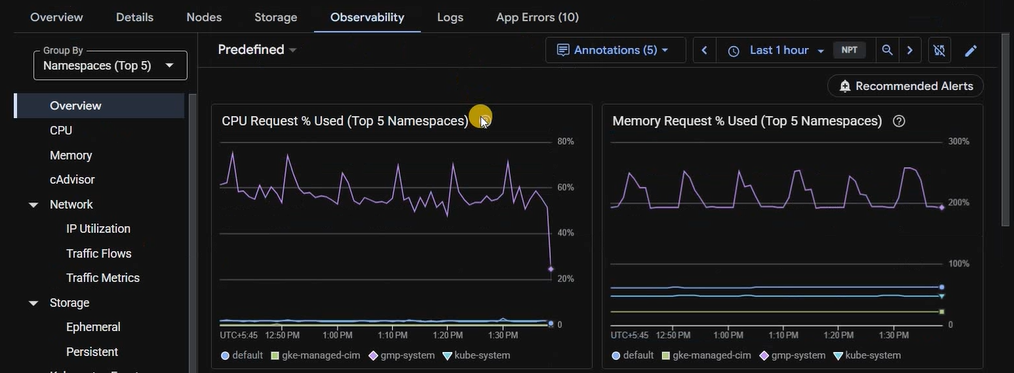 Overview Details Nodes Storage Observability Logs App Errors (10)
Group By
Namespaces (Top 5)
Overview
CPU
Memory
cAdvisor
Network
IP Utilization
Traffic Flows
Traffic Metrics
Storage
Ephemeral
Persistent
Predefined
Annotations (5)
Last 1 hour NPT
Recommended Alerts
CPU Request % Used (Top 5 Namespaces)
80%
60%
40%
20%
0
UTC+5:45 12:50 PM 1:00 PM 1:10 PM 1:20 PM 1:30 PM
default gke-managed-cim gmp-system kube-system
Memory Request % Used (Top 5 Namespaces) ?
300%
200%
100%
0
UTC+5:45 12:50 PM 1:00 PM 1:10 PM 1:20 PM 1:30 PM
default gke-managed-cim gmp-system kube-system